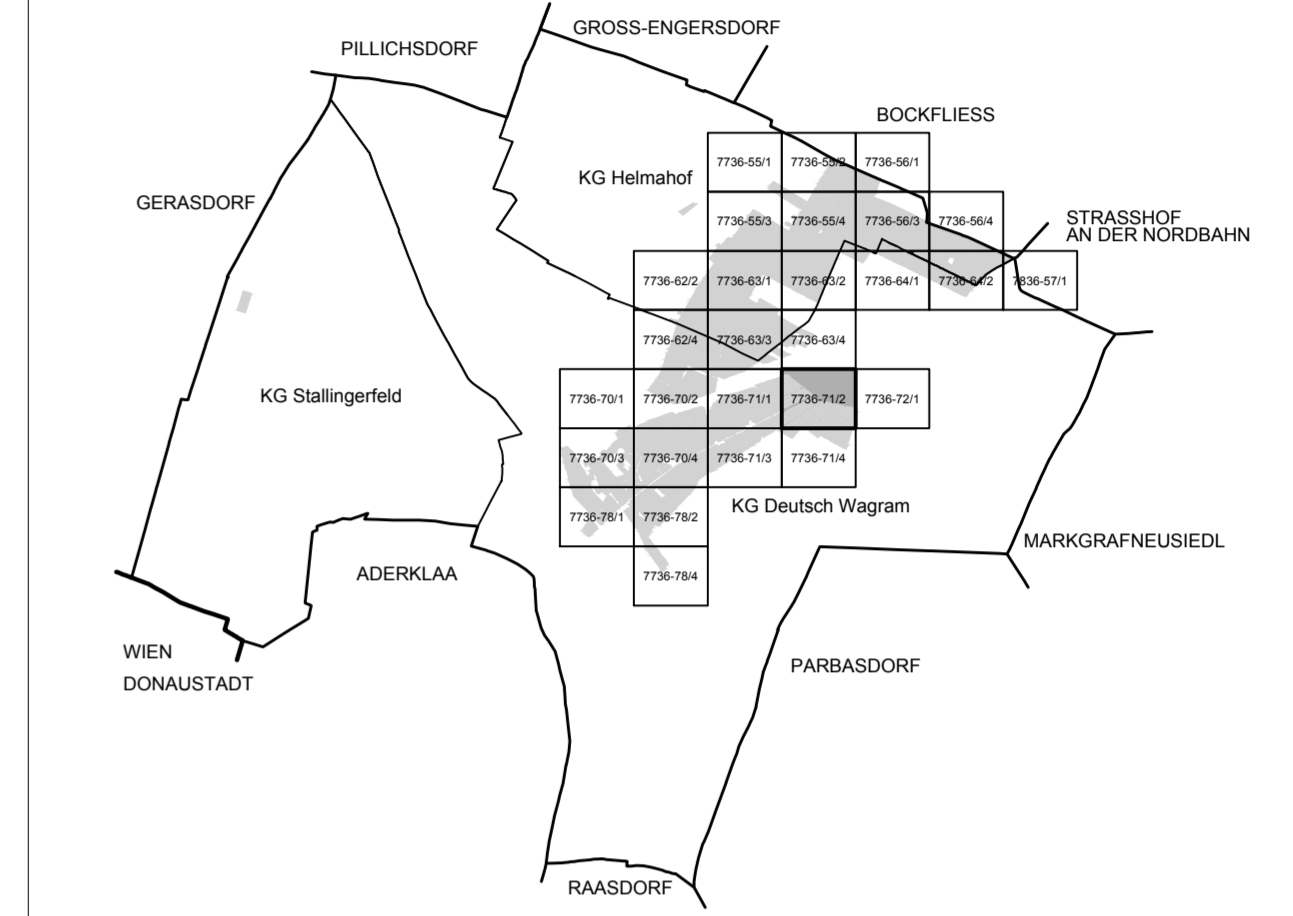 GROSS-ENGERSDORF
PILLICHSDORF
BOCKFLIESS
7736-55/1 7736-55/2 7736-56/1
KG Helmahof
GERASDORF
7736-55/3 7736-55/4 7736-56/3 7736-56/4
STRASSHOF
AN DER NORDBAHN
7736-62/2 7736-63/1 7736-63/2 7736-64/1 7736-64/2 7836-57/1
7736-62/4 7736-63/3 7736-63/4
KG Stallingerfeld
7736-70/1 7736-70/2 7736-71/1 7736-71/2 7736-72/1
7736-70/3 7736-70/4 7736-71/3 7736-71/4
KG Deutsch Wagram
7736-78/1 7736-78/2
MARKGRAFNEUSIEDL
ADERKLAA
7736-78/4
WIEN
DONAUSTADT
PARBASDORF
RAASDORF